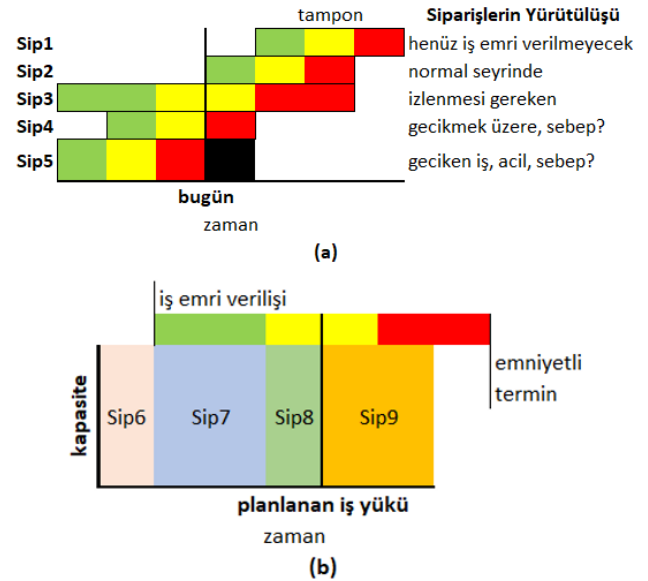 tampon Siparişlerin Yürütülüşü
Sip1 henüz iş emri verilmeyecek
Sip2 normal seyrinde
Sip3 izlenmesi gereken
Sip4 gecikmek üzere, sebep?
Sip5 geciken iş, acil, sebep?
bugün
zaman
(a)
iş emri verilişi
emniyetli
termin
kapasite
Sip6 Sip7 Sip8 Sip9
planlanan iş yükü
zaman
(b)